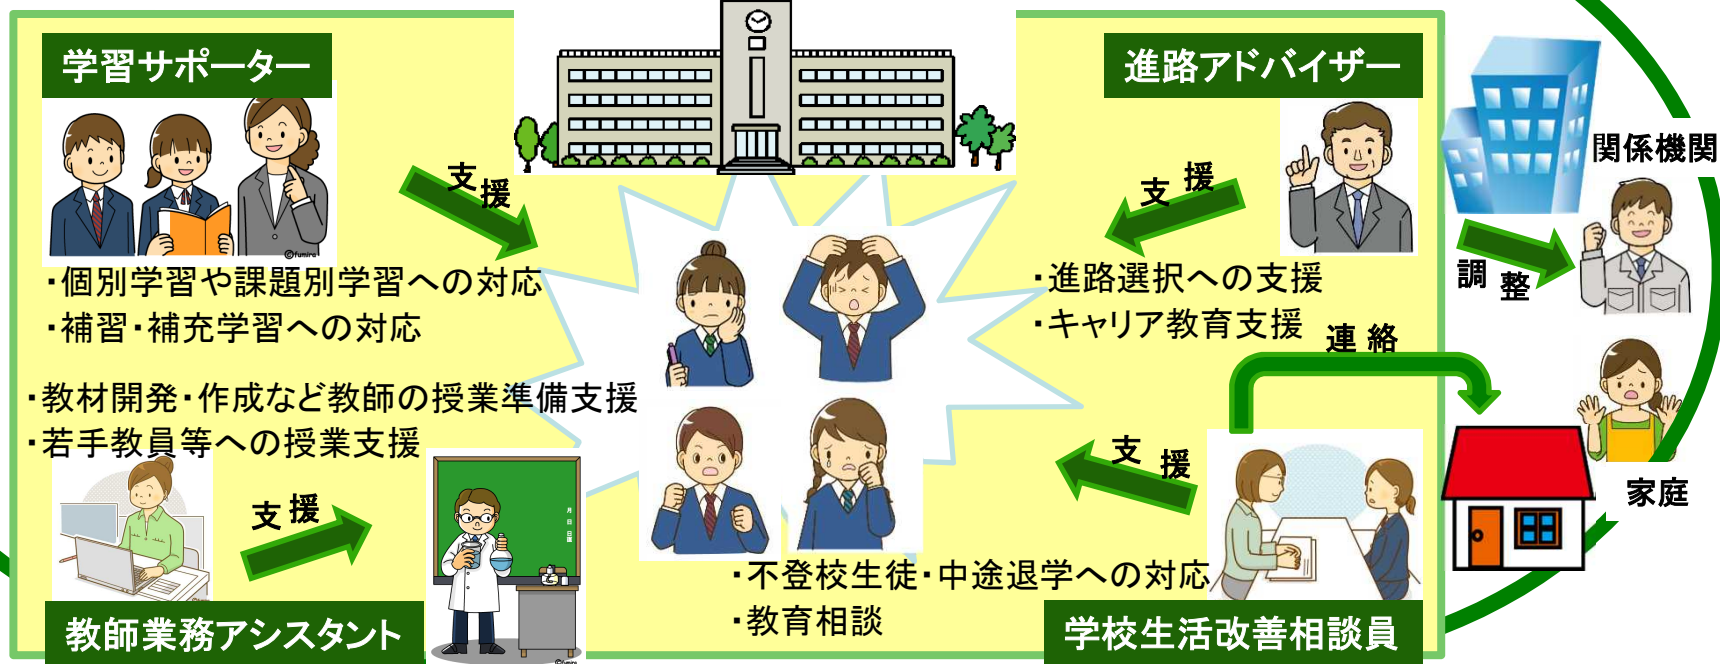 学習サポーター
進路アドバイザー
関係機関
支援
支援
©fumira
・個別学習や課題別学習への対応
・補習・補充学習への対応
・進路選択への支援
・キャリア教育支援
調整
連絡
・教材開発・作成など教師の授業準備支援
・若手教員等への授業支援
支援
支援
家庭
月
日
・不登校生徒・中途退学への対応
・教育相談
教師業務アシスタント
学校生活改善相談員
©fumira